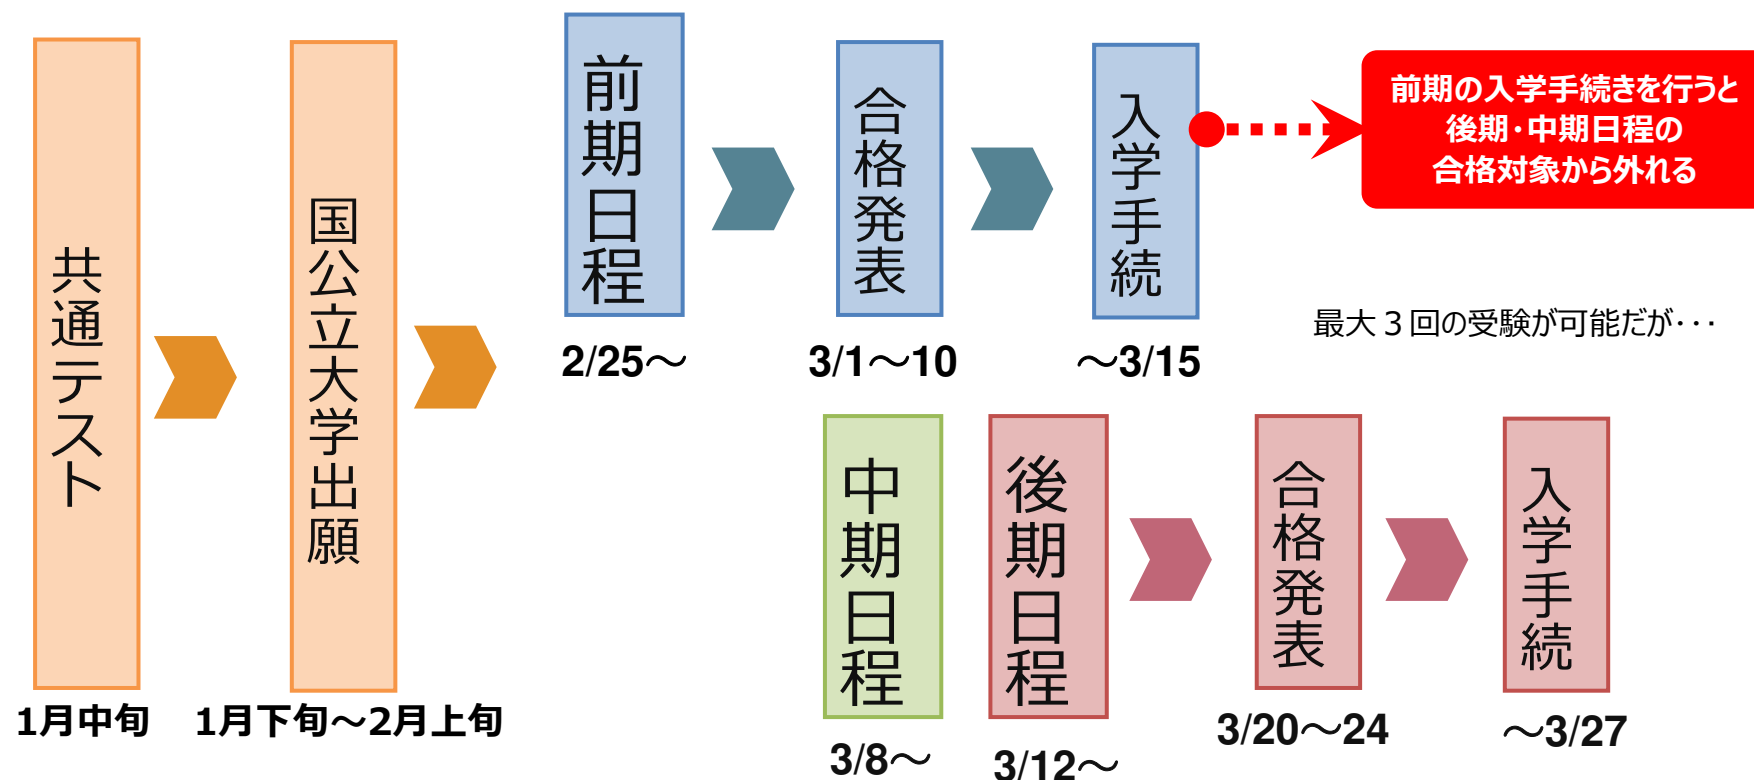 共通テスト
1月中旬
国公立大学出願
1月下旬～2月上旬
前期日程
2/25～
合格発表
3/1～10
入学手続
～3/15
前期の入学手続きを行うと
後期・中期日程の
合格対象から外れる
最大３回の受験が可能だが・・・
中期日程
3/8～
後期日程
3/12～
合格発表
3/20～24
入学手続
～3/27